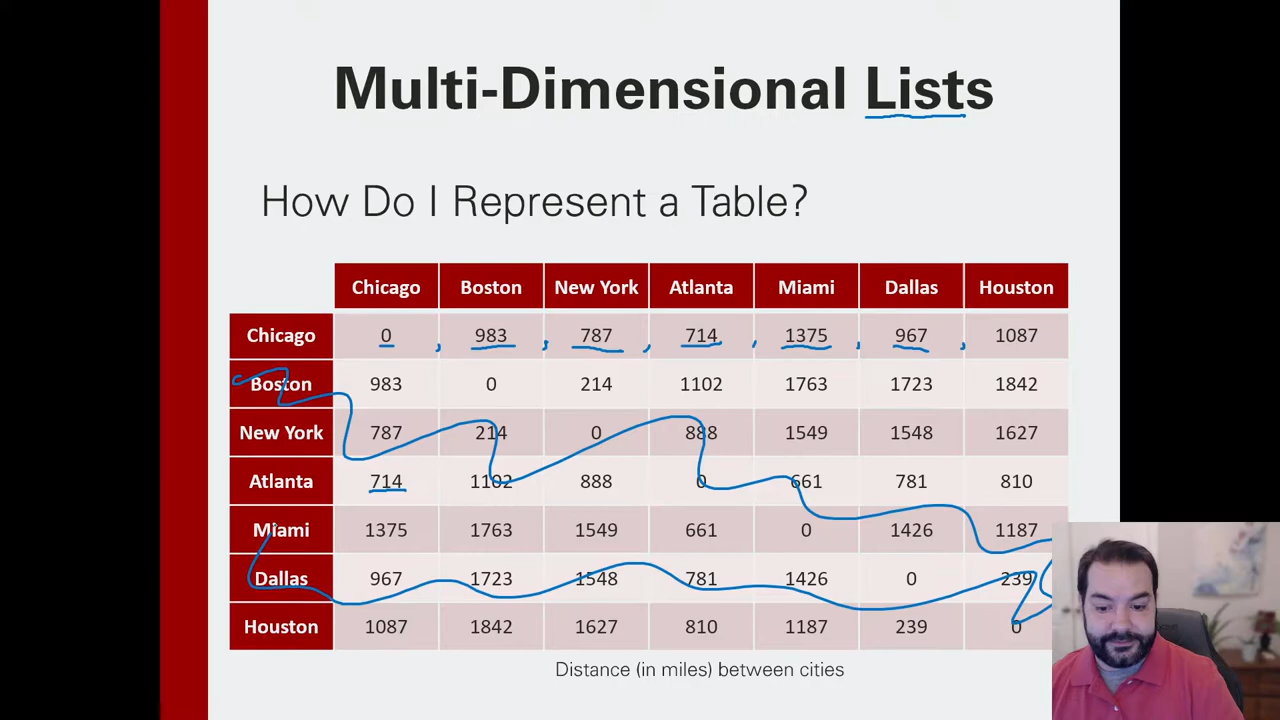 Multi-Dimensional Lists
How Do I Represent a Table?
Chicago Boston New York Atlanta Miami Dallas Houston
Chicago 0 , 983 , 787 , 714 , 1375 , 967 , 1087
Boston 983 0 214 1102 1763 1723 1842
New York 787 214 0 888 1549 1548 1627
Atlanta 714 1102 888 0 661 781 810
Miami 1375 1763 1549 661 0 1426 1187
Dallas 967 1723 1548 781 1426 0 239
Houston 1087 1842 1627 810 1187 239 0
Distance (in miles) between cities